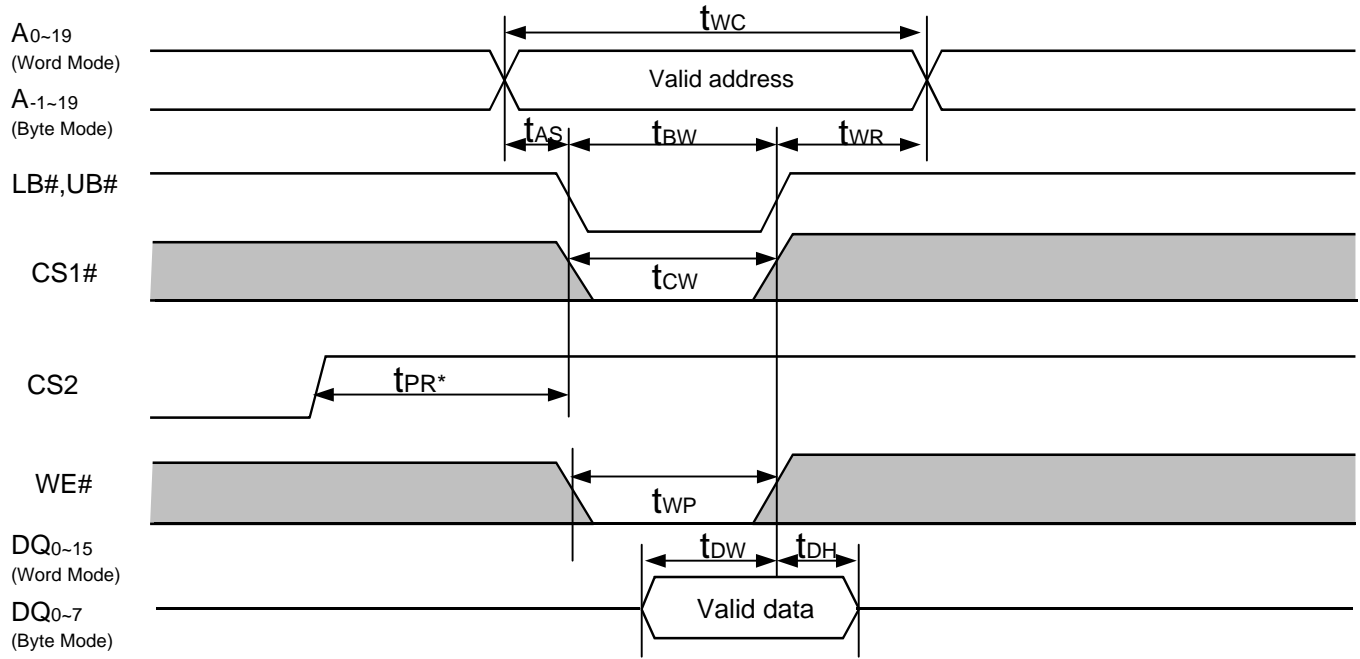 tWC
A0~19
(Word Mode)
Valid address
A-1~19
(Byte Mode)
tAS tBW tWR
LB#,UB#
CS1#
tCW
CS2
tPR*
WE#
tWP
DQ0~15
(Word Mode)
tDW tDH
DQ0~7
(Byte Mode)
Valid data